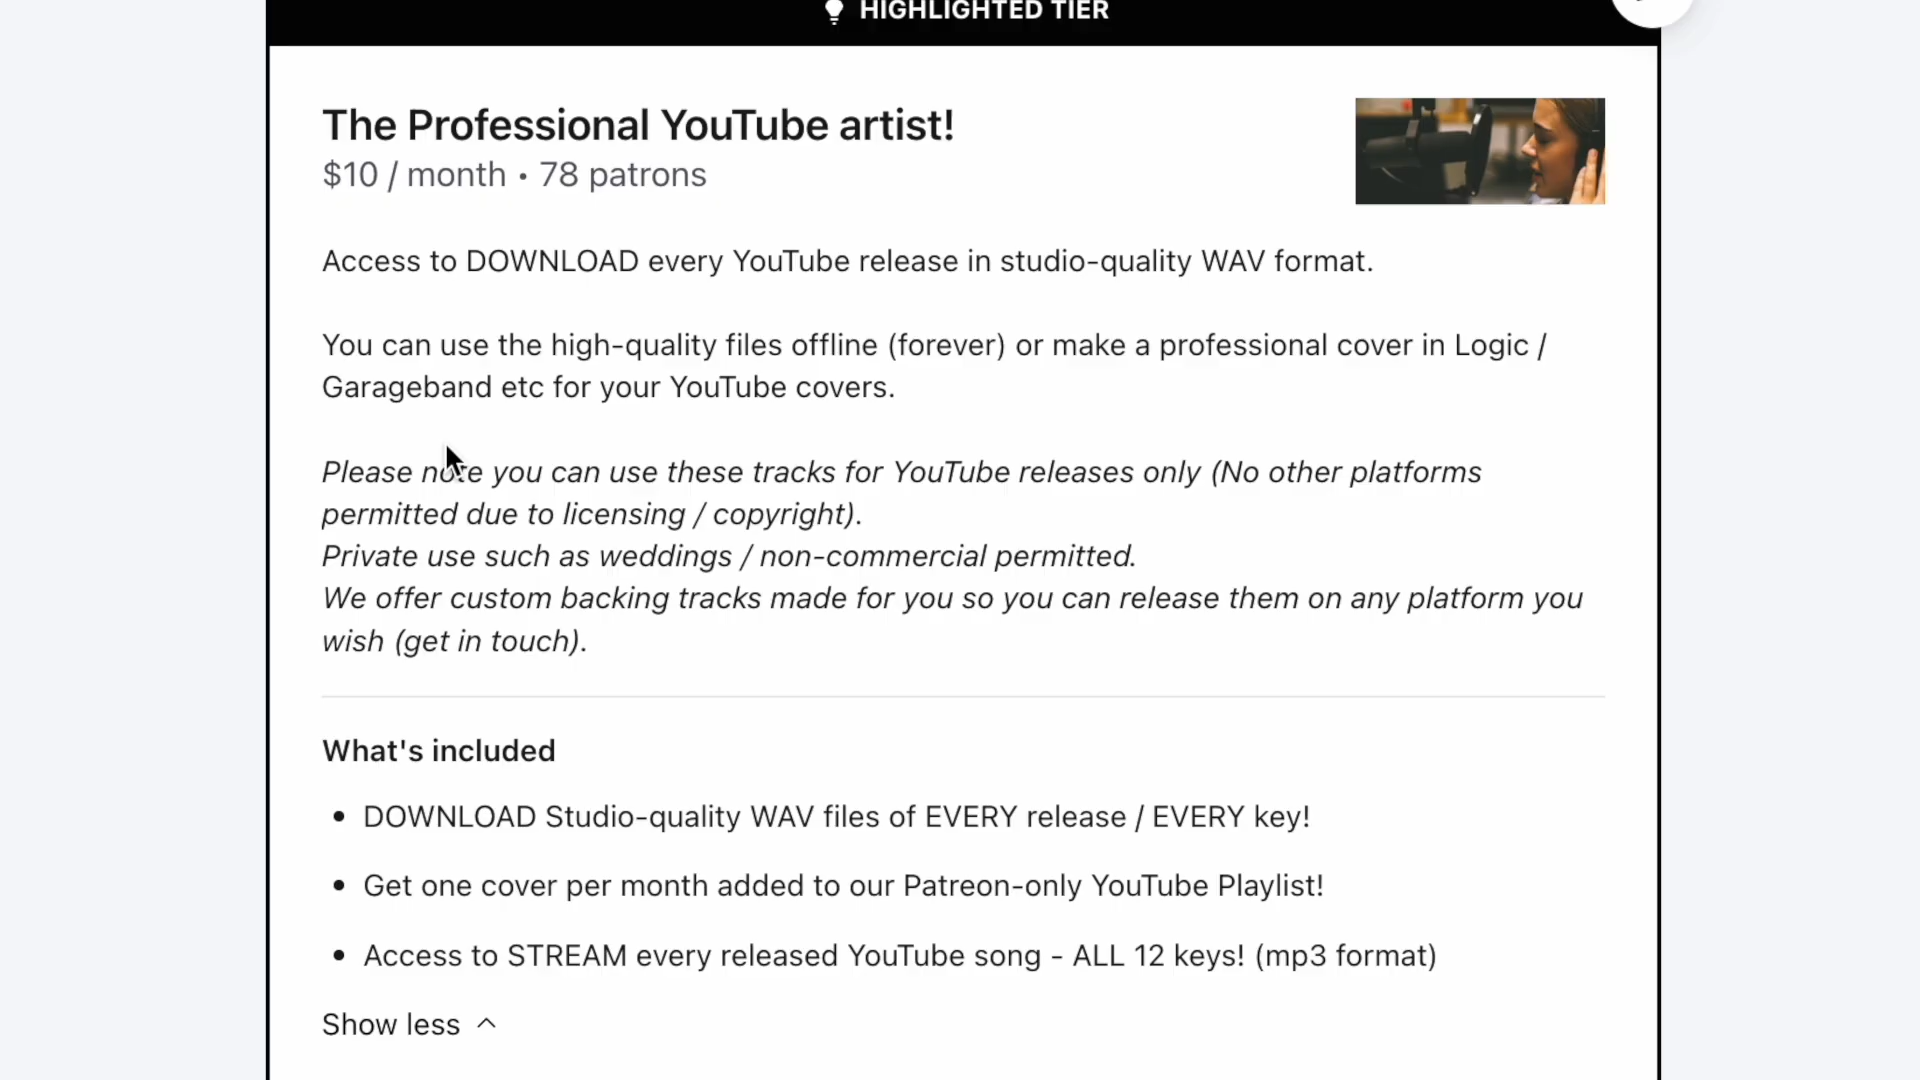 HIGHLIGHTED TIER
The Professional YouTube artist!
$10 / month • 78 patrons
Access to DOWNLOAD every YouTube release in studio-quality WAV format.
You can use the high-quality files offline (forever) or make a professional cover in Logic /
Garageband etc for your YouTube covers.
Please note you can use these tracks for YouTube releases only (No other platforms
permitted due to licensing / copyright).
Private use such as weddings / non-commercial permitted.
We offer custom backing tracks made for you so you can release them on any platform you
wish (get in touch).
What's included
• DOWNLOAD Studio-quality WAV files of EVERY release / EVERY key!
• Get one cover per month added to our Patreon-only YouTube Playlist!
• Access to STREAM every released YouTube song - ALL 12 keys! (mp3 format)
Show less